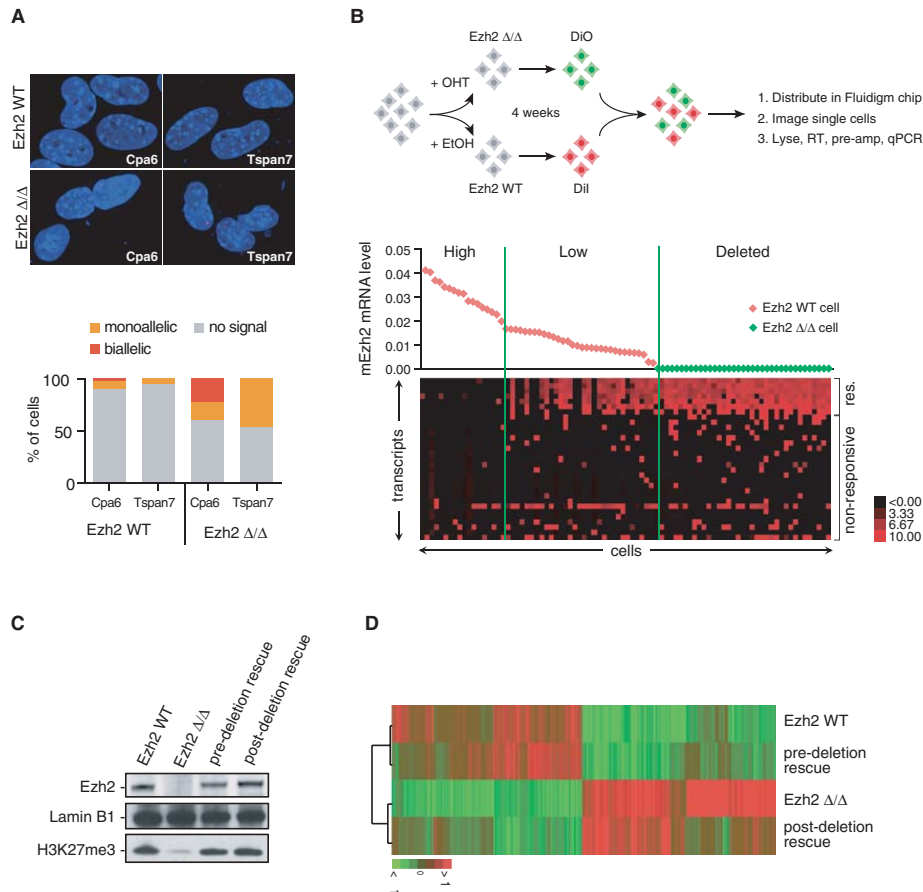 A
Ezh2 WT
Cpa6
Tspan7
Ezh2 Δ/Δ
Cpa6
Tspan7
monoallelic
no signal
biallelic
% of cells
100
50
0
Cpa6
Tspan7
Cpa6
Tspan7
Ezh2 WT
Ezh2 Δ/Δ
B
Ezh2 Δ/Δ
DiO
+ OHT
4 weeks
+ EtOH
Ezh2 WT
DiI
1. Distribute in Fluidigm chip
2. Image single cells
3. Lyse, RT, pre-amp, qPCR
High
Low
Deleted
mEzh2 mRNA level
0.05
0.04
0.03
0.02
0.01
0.00
Ezh2 WT cell
Ezh2 Δ/Δ cell
transcripts
res.
non-responsive
cells
<0.00
3.33
6.67
10.00
C
Ezh2 WT
Ezh2 Δ/Δ
pre-deletion rescue
post-deletion rescue
Ezh2
Lamin B1
H3K27me3
D
Ezh2 WT
pre-deletion
rescue
Ezh2 Δ/Δ
post-deletion
rescue
0
> 1